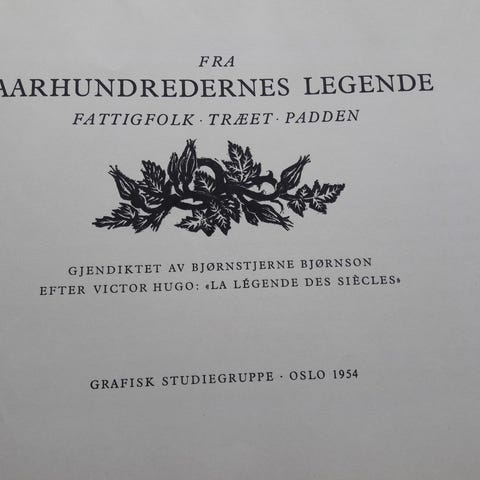 FRA
AARHUNDREDERNES LEGENDE
FATTIGFOLK · TRÆET · PADDEN
GJENDIKTET AV BJØRNSTJERNE BJØRNSON
EFTER VICTOR HUGO: «LA LÉGENDE DES SIÈCLES»
GRAFISK STUDIEGRUPPE · OSLO 1954